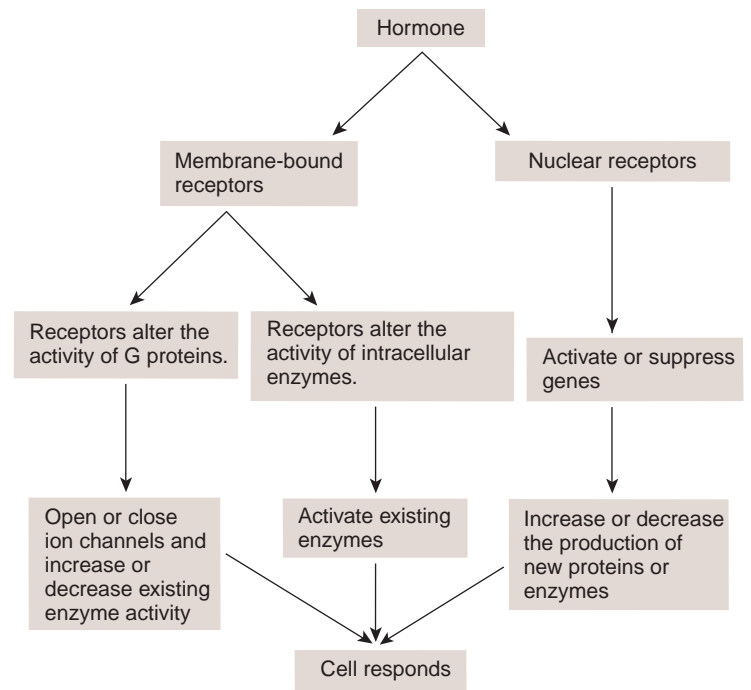 Hormone
Membrane-bound
receptors
Nuclear receptors
Receptors alter the
activity of G proteins.
Receptors alter the
activity of intracellular
enzymes.
Activate or suppress
genes
Open or close
ion channels and
increase or
decrease existing
enzyme activity
Activate existing
enzymes
Increase or decrease
the production of
new proteins or
enzymes
Cell responds